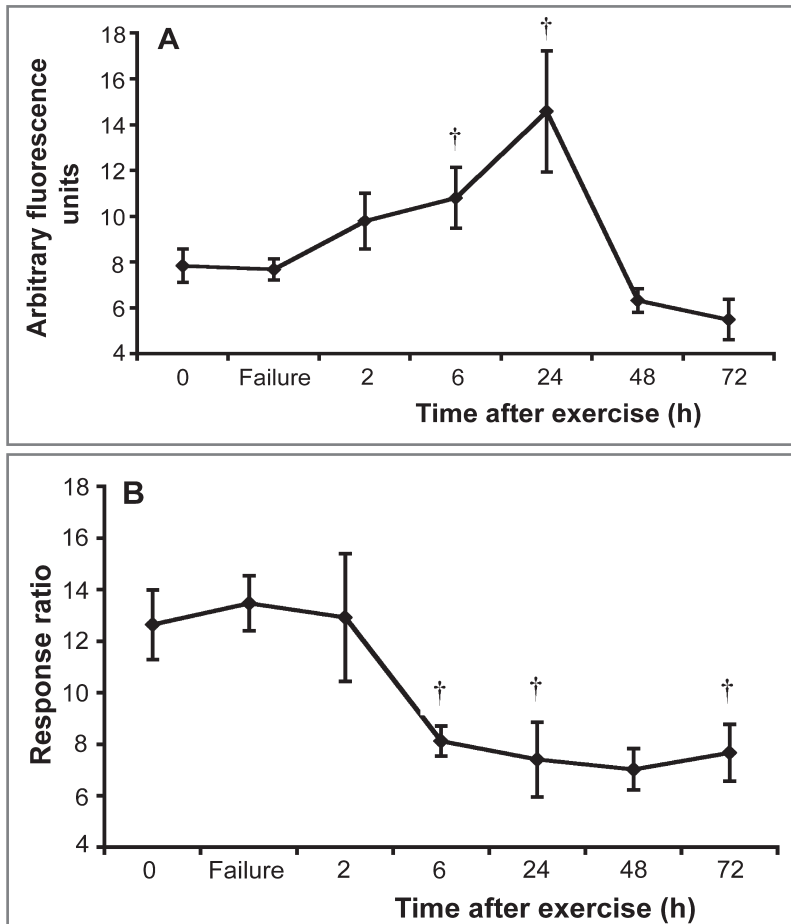 A
18
16
14
12
10
8
6
4
Arbitrary fluorescence
units
†
†
0 Failure 2 6 24 48 72
Time after exercise (h)
B
18
16
14
12
10
8
6
4
Response ratio
†
†
†
0 Failure 2 6 24 48 72
Time after exercise (h)